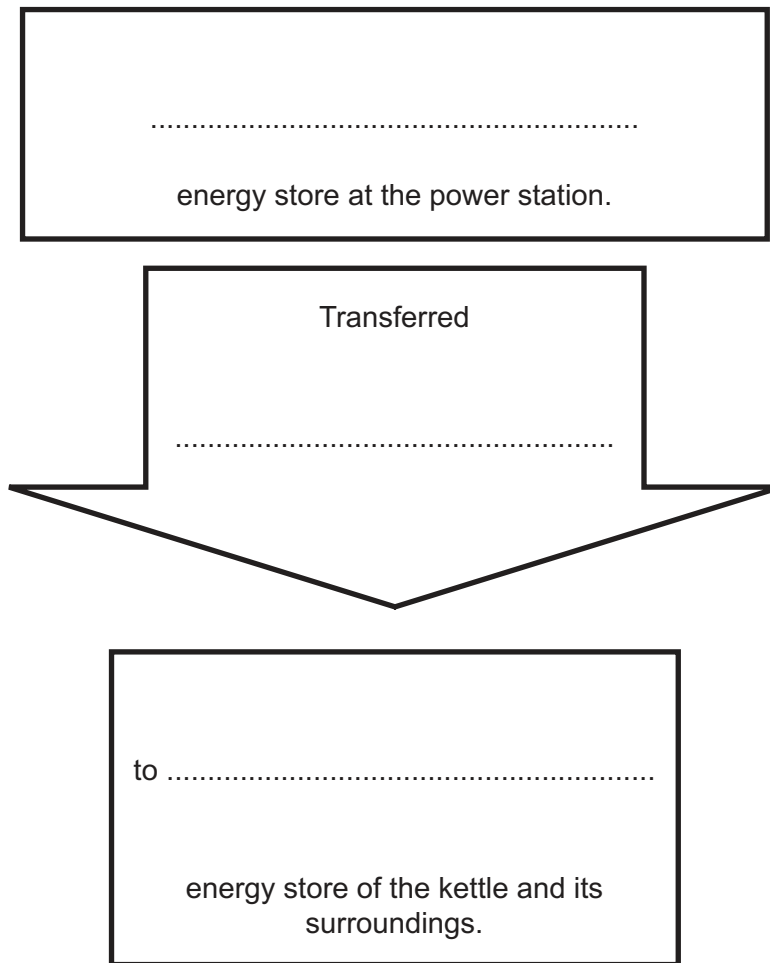 ............................................................
energy store at the power station.
Transferred
......................................................
to ............................................................
energy store of the kettle and its
surroundings.